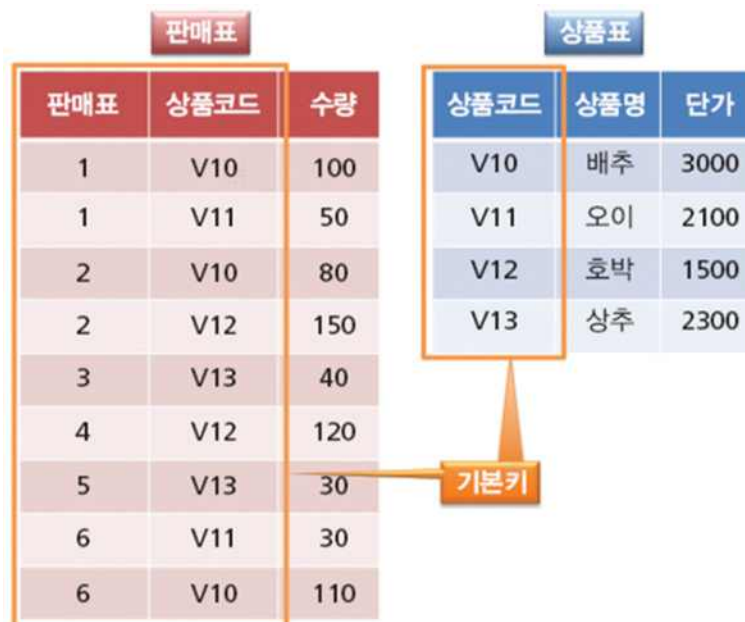 판매표
판매표 상품코드 수량
1 V10 100
1 V11 50
2 V10 80
2 V12 150
3 V13 40
4 V12 120
5 V13 30
6 V11 30
6 V10 110
상품표
상품코드 상품명 단가
V10 배추 3000
V11 오이 2100
V12 호박 1500
V13 상추 2300
기본키